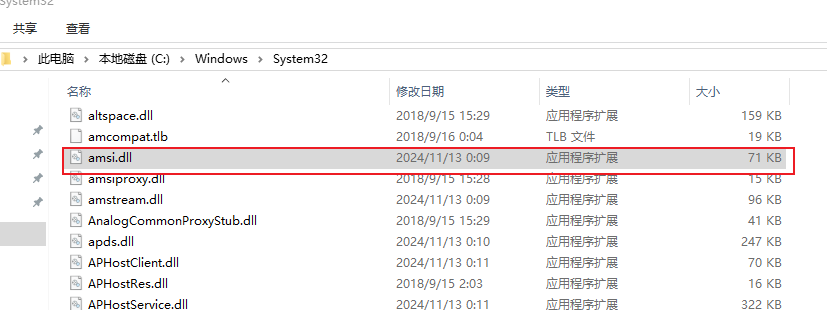 System32
共享 查看
此电脑 本地磁盘 (C:) Windows System32
名称 修改日期 类型 大小
altspace.dll 2018/9/15 15:29 应用程序扩展 159 KB
amcompat.tlb 2018/9/16 0:04 TLB 文件 19 KB
amsi.dll 2024/11/13 0:09 应用程序扩展 71 KB
amsiproxy.dll 2018/9/15 15:28 应用程序扩展 15 KB
amstream.dll 2024/11/13 0:09 应用程序扩展 96 KB
AnalogCommonProxyStub.dll 2018/9/15 15:29 应用程序扩展 41 KB
apds.dll 2024/11/13 0:10 应用程序扩展 247 KB
APHostClient.dll 2024/11/13 0:11 应用程序扩展 70 KB
APHostRes.dll 2018/9/15 2:03 应用程序扩展 16 KB
APHostService.dll 2024/11/13 0:11 应用程序扩展 322 KB